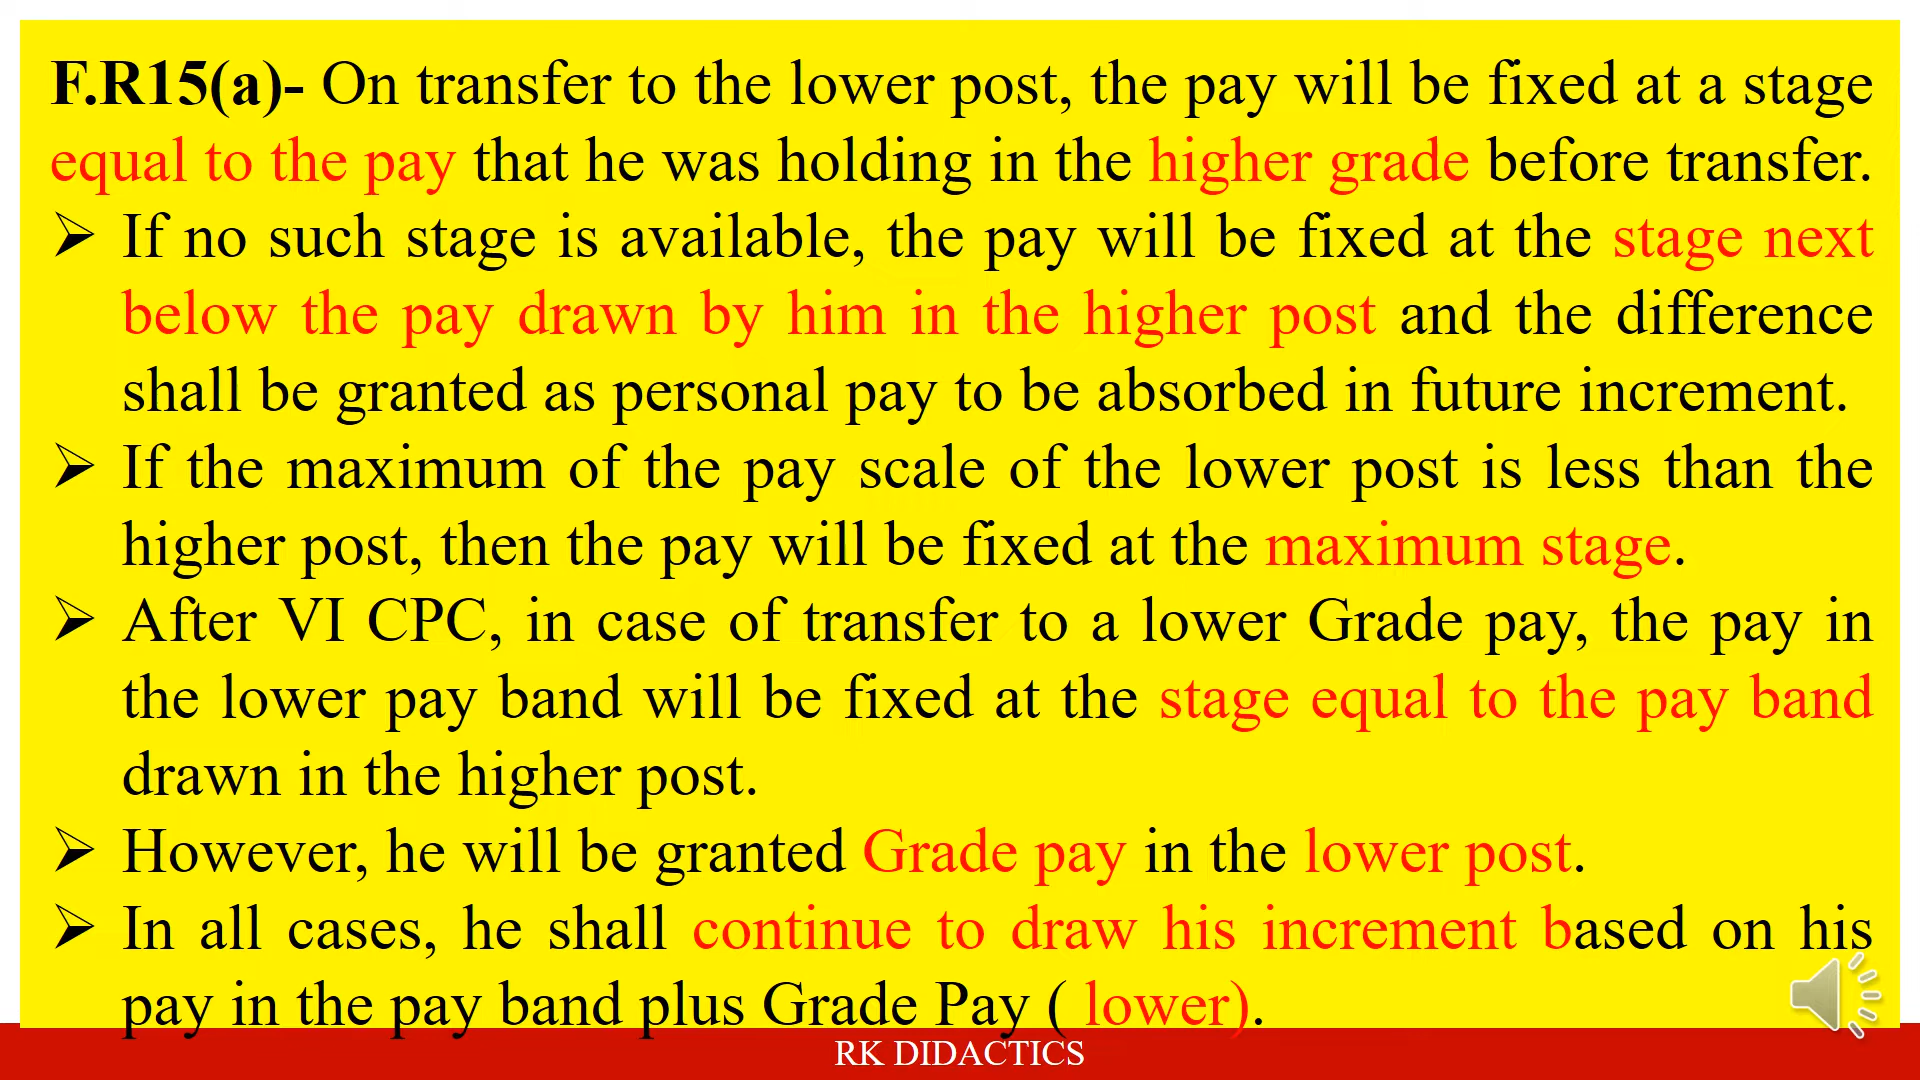 F.R15(a)- On transfer to the lower post, the pay will be fixed at a stage
equal to the pay that he was holding in the higher grade before transfer.
➢ If no such stage is available, the pay will be fixed at the stage next
below the pay drawn by him in the higher post and the difference
shall be granted as personal pay to be absorbed in future increment.
➢ If the maximum of the pay scale of the lower post is less than the
higher post, then the pay will be fixed at the maximum stage.
➢ After VI CPC, in case of transfer to a lower Grade pay, the pay in
the lower pay band will be fixed at the stage equal to the pay band
drawn in the higher post.
➢ However, he will be granted Grade pay in the lower post.
➢ In all cases, he shall continue to draw his increment based on his
pay in the pay band plus Grade Pay ( lower).
RK DIDACTICS